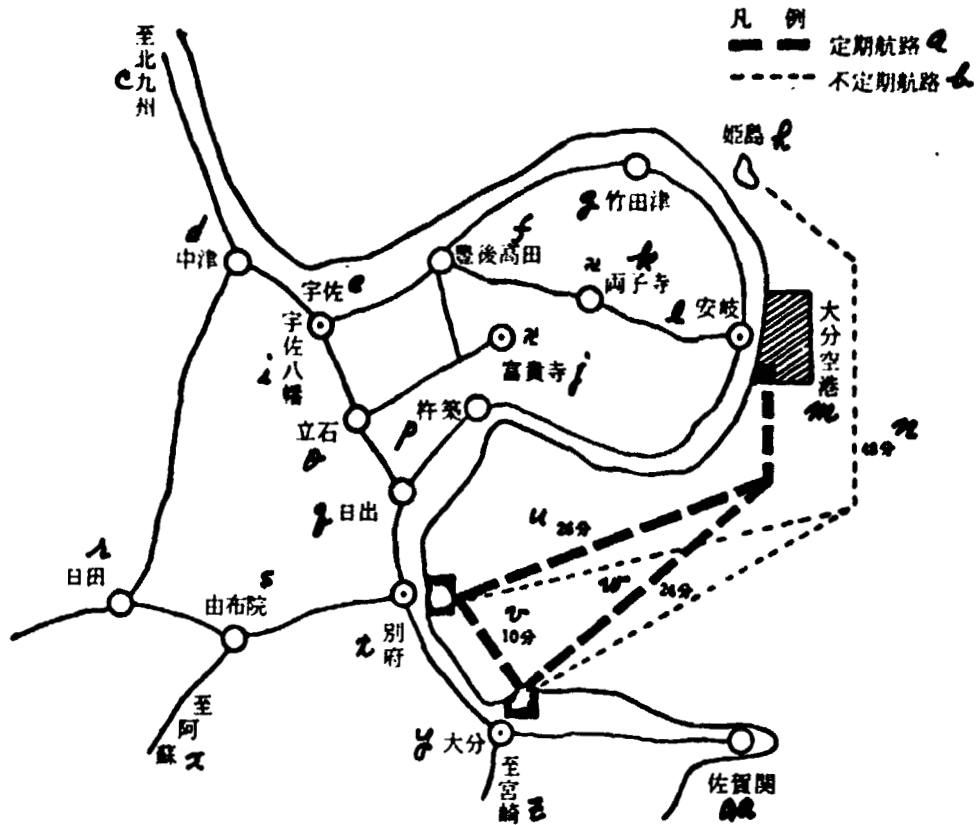 凡 例
定期航路 a
不定期航路 b
至北九州 c
姫島 h
竹田津 g
d 中津
f 豊後高田
宇佐 e
x 両子寺 k
安岐 l
宇佐八幡 i
x 富貴寺 j
大分空港 m
立石 o
杵築 p
n 48分
日出 q
u 26分
日田 r
由布院 s
w 24分
v 10分
別府 t
至阿蘇 x
大分 y
至宮崎 z
佐賀関 aa